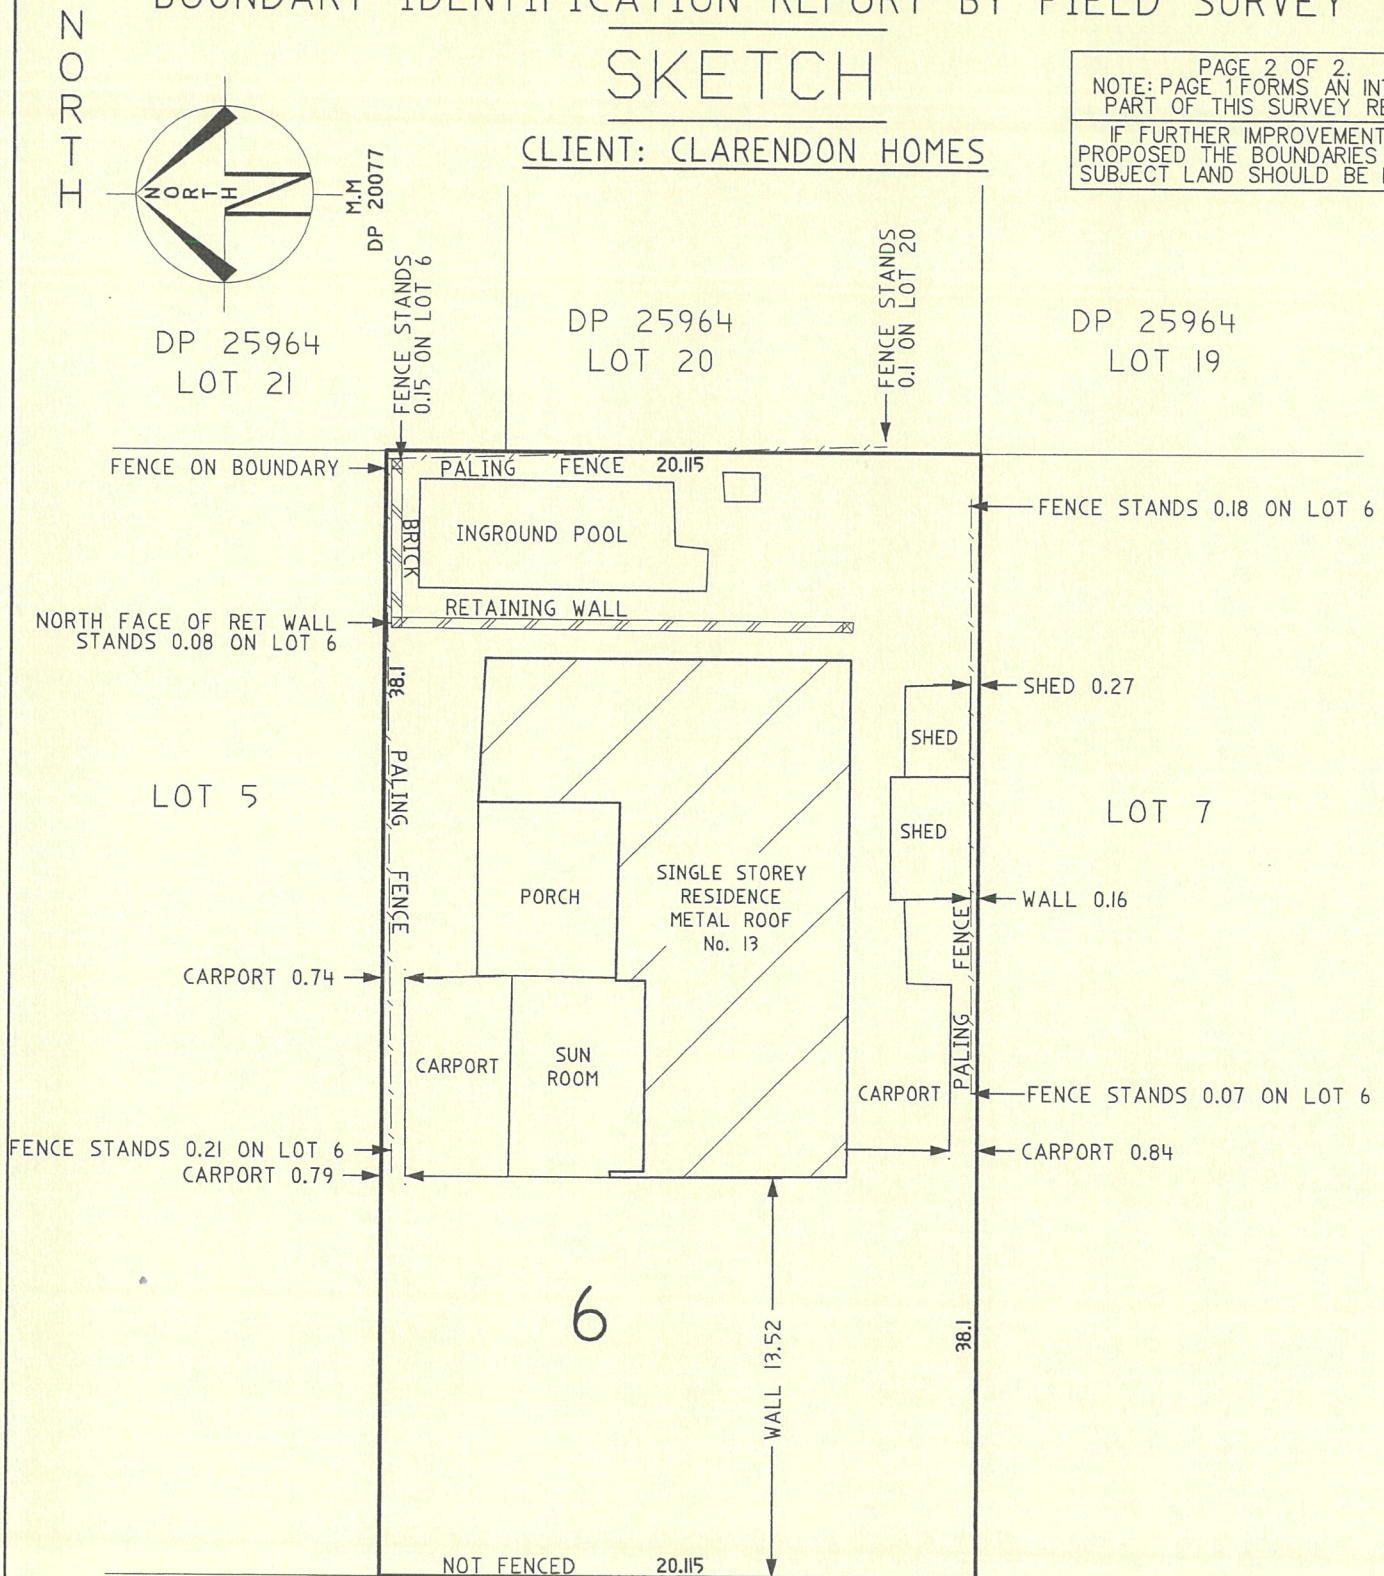 BOUNDARY IDENTIFICATION REPORT BY FIELD SURVEY
SKETCH
CLIENT: CLARENDON HOMES
NORTH
NORTH
M.M
DP 20077
PAGE 2 OF 2.
NOTE: PAGE 1 FORMS AN
PART OF THIS SURVEY
IF FURTHER
PROPOSED THE BOUNDARIES
SUBJECT LAND SHOULD BE
DP 25964
LOT 21
FENCE STANDS
0.15 ON LOT 6
DP 25964
LOT 20
FENCE STANDS
0.1 ON LOT 20
DP 25964
LOT 19
FENCE ON BOUNDARY
PALING FENCE 20.115
FENCE STANDS 0.18 ON LOT 6
BRICK
INGROUND POOL
RETAINING WALL
NORTH FACE OF RET WALL
STANDS 0.08 ON LOT 6
38.1
SHED 0.27
SHED
PALING FENCE
LOT 5
LOT 7
SHED
SINGLE STOREY
RESIDENCE
METAL ROOF
No. 13
PORCH
WALL 0.16
PALING FENCE
CARPORT 0.74
CARPORT
SUN
ROOM
CARPORT
FENCE STANDS 0.07 ON LOT 6
FENCE STANDS 0.21 ON LOT 6
CARPORT 0.79
CARPORT 0.84
6
WALL 13.52
38.1
NOT FENCED 20.115